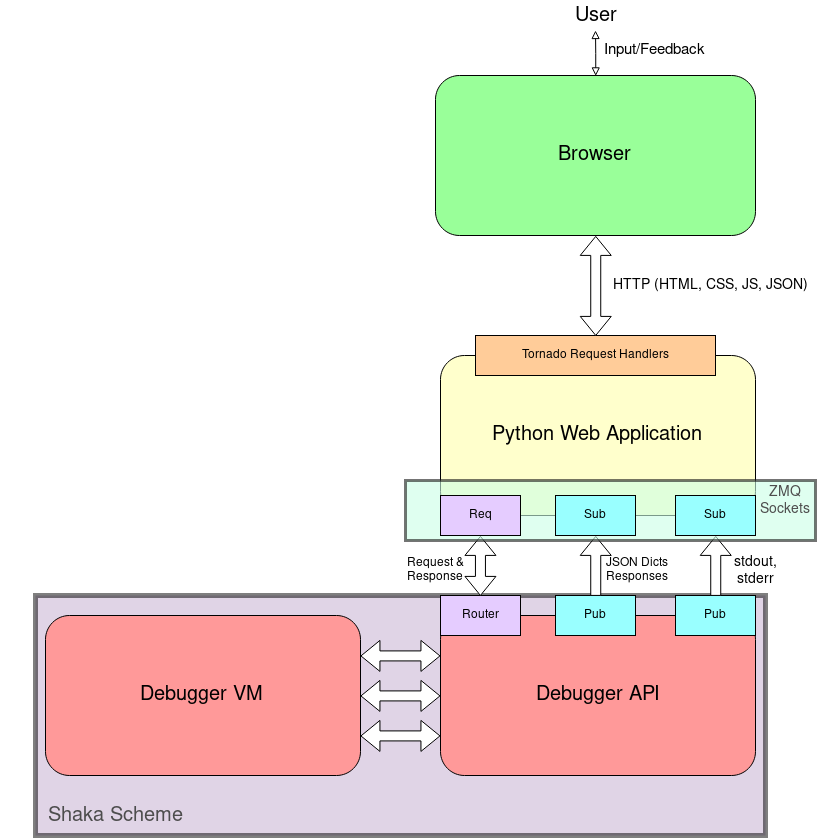 User
Input/Feedback
Browser
HTTP (HTML, CSS, JS, JSON)
Tornado Request Handlers
Python Web Application
ZMQ
Sockets
Req
Sub
Sub
Request &
Response
JSON Dicts
Responses
stdout,
stderr
Router
Pub
Pub
Debugger VM
Debugger API
Shaka Scheme